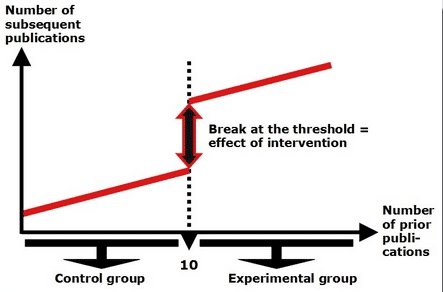 Number of
subsequent
publications
Break at the threshold =
effect of intervention
Number
of prior
publi-
cations
10
Control group
Experimental group